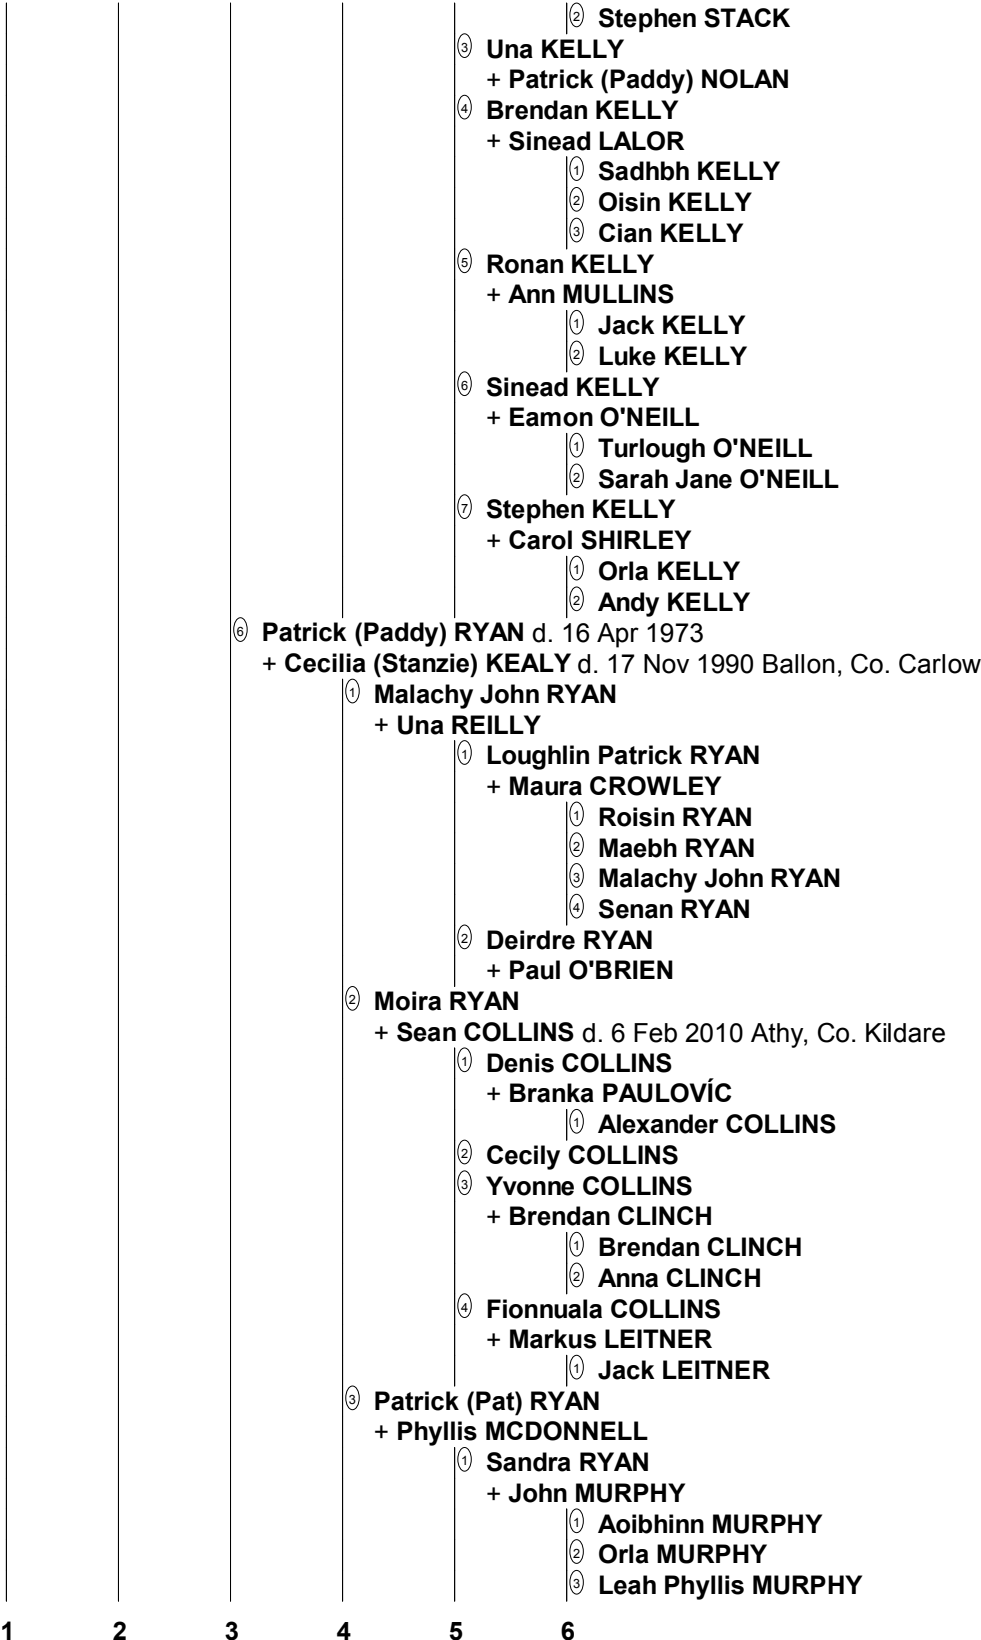 ② Stephen STACK
③ Una KELLY
+ Patrick (Paddy) NOLAN
④ Brendan KELLY
+ Sinead LALOR
① Sadhbh KELLY
② Oisin KELLY
③ Cian KELLY
⑤ Ronan KELLY
+ Ann MULLINS
① Jack KELLY
② Luke KELLY
⑥ Sinead KELLY
+ Eamon O'NEILL
① Turlough O'NEILL
② Sarah Jane O'NEILL
⑦ Stephen KELLY
+ Carol SHIRLEY
① Orla KELLY
② Andy KELLY
⑥ Patrick (Paddy) RYAN d. 16 Apr 1973
+ Cecilia (Stanzie) KEALY d. 17 Nov 1990 Ballon, Co. Carlow
① Malachy John RYAN
+ Una REILLY
① Loughlin Patrick RYAN
+ Maura CROWLEY
① Roisin RYAN
② Maebh RYAN
③ Malachy John RYAN
④ Senan RYAN
② Deirdre RYAN
+ Paul O'BRIEN
② Moira RYAN
+ Sean COLLINS d. 6 Feb 2010 Athy, Co. Kildare
① Denis COLLINS
+ Branka PAULOVÍC
① Alexander COLLINS
② Cecily COLLINS
③ Yvonne COLLINS
+ Brendan CLINCH
① Brendan CLINCH
② Anna CLINCH
④ Fionnuala COLLINS
+ Markus LEITNER
① Jack LEITNER
③ Patrick (Pat) RYAN
+ Phyllis MCDONNELL
① Sandra RYAN
+ John MURPHY
① Aoibhinn MURPHY
② Orla MURPHY
③ Leah Phyllis MURPHY
1 2 3 4 5 6